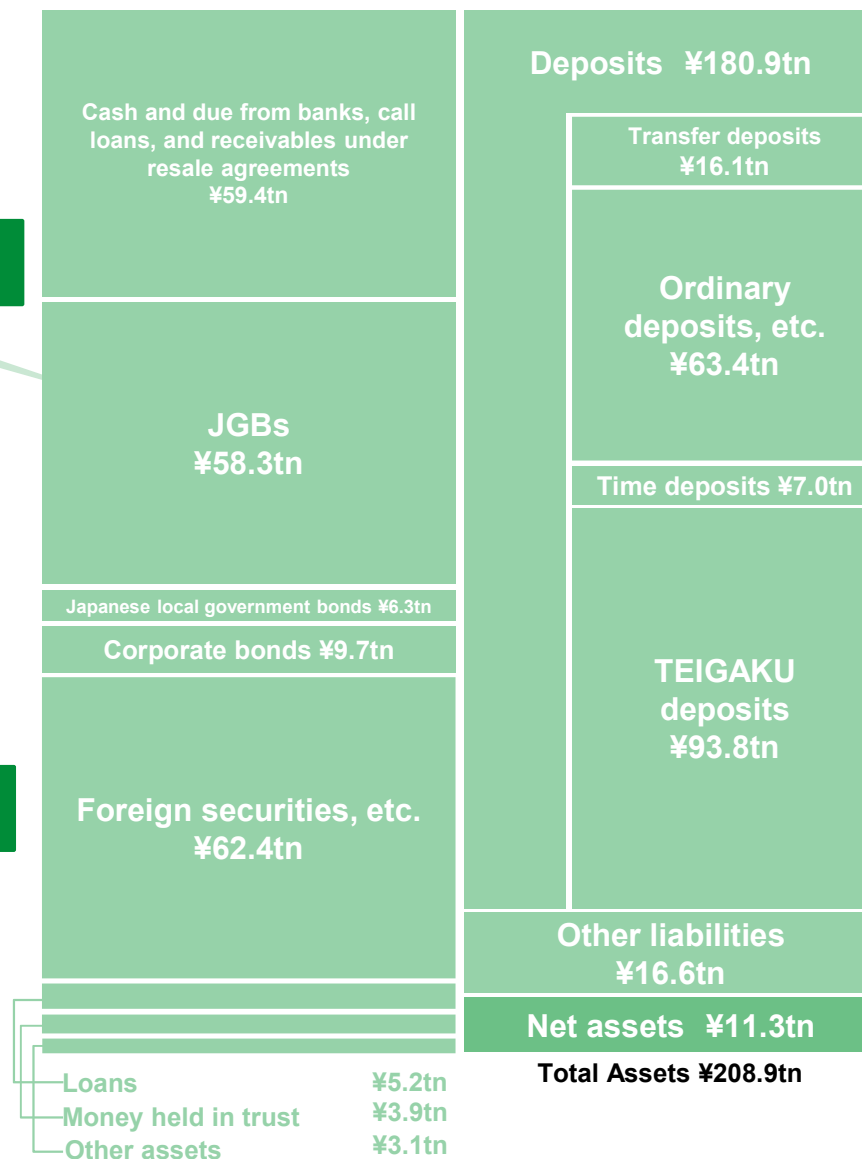 Cash and due from banks, call
loans, and receivables under
resale agreements
¥59.4tn
JGBs
¥58.3tn
Japanese local government bonds ¥6.3tn
Corporate bonds ¥9.7tn
Foreign securities, etc.
¥62.4tn
Loans ¥5.2tn
Money held in trust ¥3.9tn
Other assets ¥3.1tn
Deposits ¥180.9tn
Transfer deposits
¥16.1tn
Ordinary
deposits, etc.
¥63.4tn
Time deposits ¥7.0tn
TEIGAKU
deposits
¥93.8tn
Other liabilities
¥16.6tn
Net assets ¥11.3tn
Total Assets ¥208.9tn